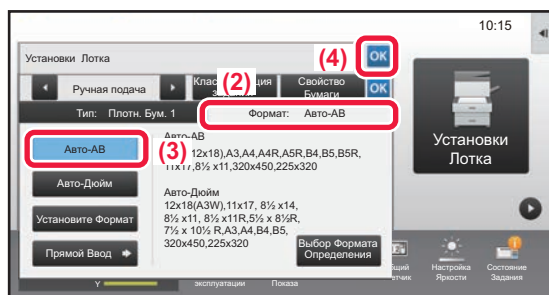 10:15
Установки Лотка
(4)
OK
Ручная подача
(2)
Свойство
Бумаги
OK
Тип: Плотн. Бум. 1
Формат: Авто-AB
Авто-AB
(3)
Авто-AB
12x18),A3,A4,A4R,A5R,B4,B5,B5R,
11x17,8½ x11,320x450,225x320
Авто-Дюйм
Авто-Дюйм
12x18(A3W),11x17, 8½ x14,
8½ x11, 8½ x11R,5½ x 8½R,
7½ x 10½ R,A3,A4,B4,B5,
320x450,225x320
Установите Формат
Прямой Ввод
Выбор Формата
Определения
Установки
Лотка
Настройка
Яркости
Состояние
Задания
Y
эксплуатации
Показа